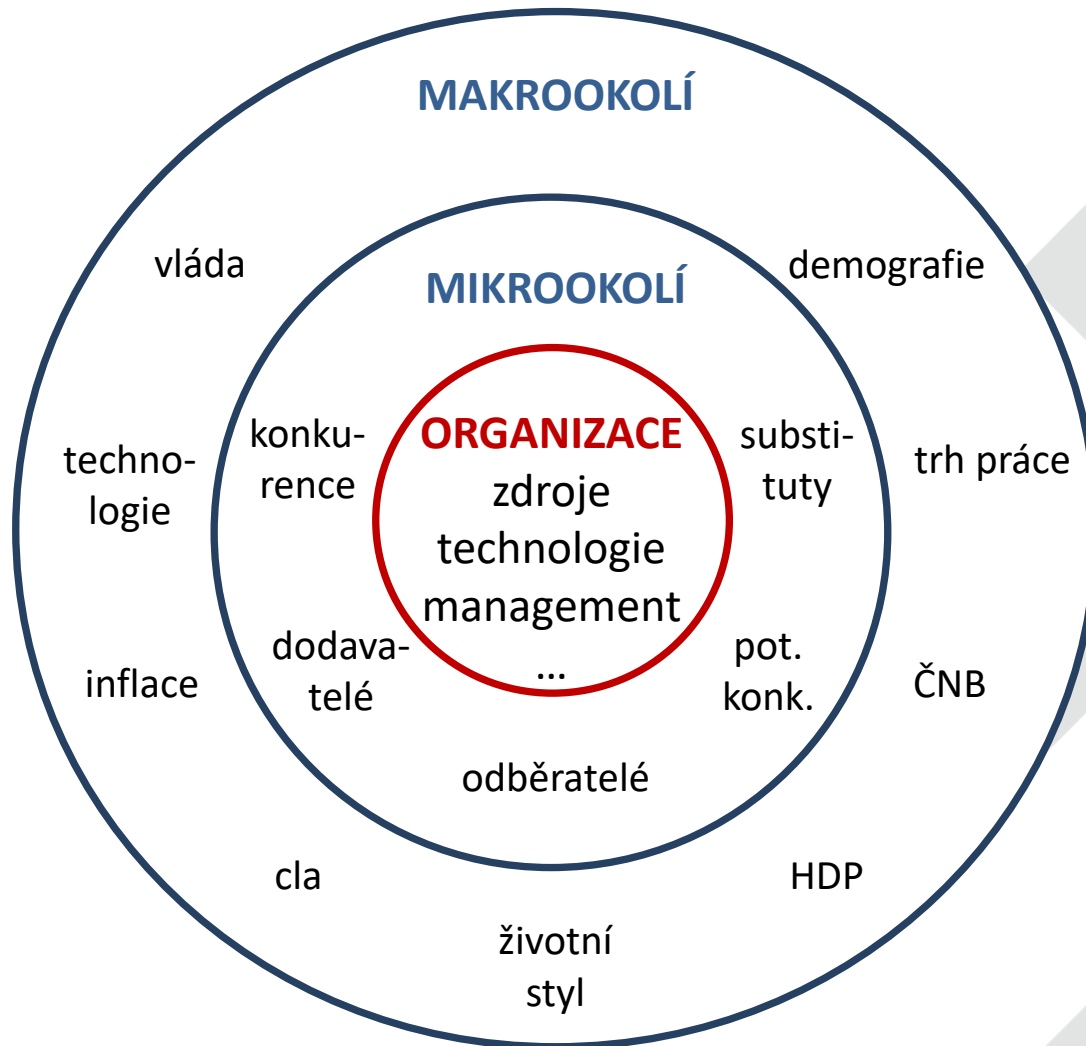 MAKROOKOLÍ
vláda
demografie
MIKROOKOLÍ
konku-
rence
ORGANIZACE
zdroje
technologie
management
...
substi-
tuty
techno-
logie
trh práce
dodava-
telé
pot.
konk.
inflace
ČNB
odběratelé
cla
HDP
životní
styl